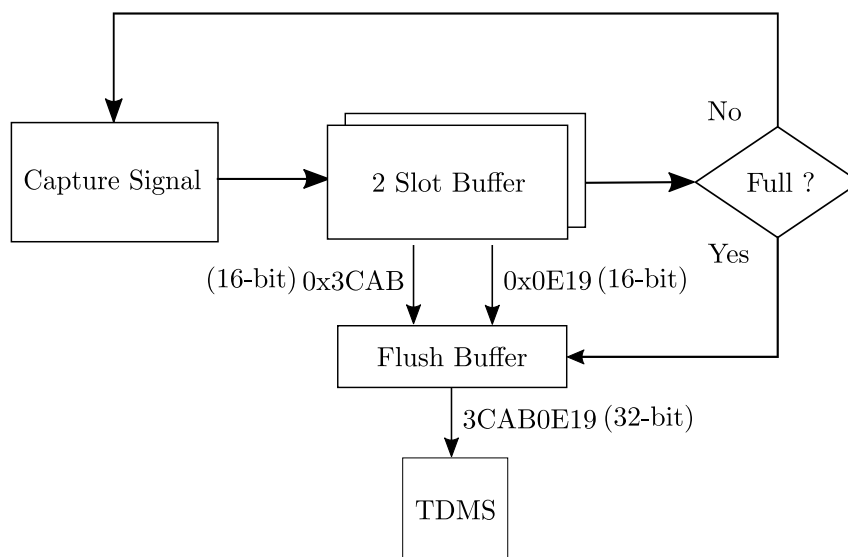 No
Capture Signal
2 Slot Buffer
Full ?
Yes
(16-bit) 0x3CAB
0x0E19 (16-bit)
Flush Buffer
3CAB0E19 (32-bit)
TDMS